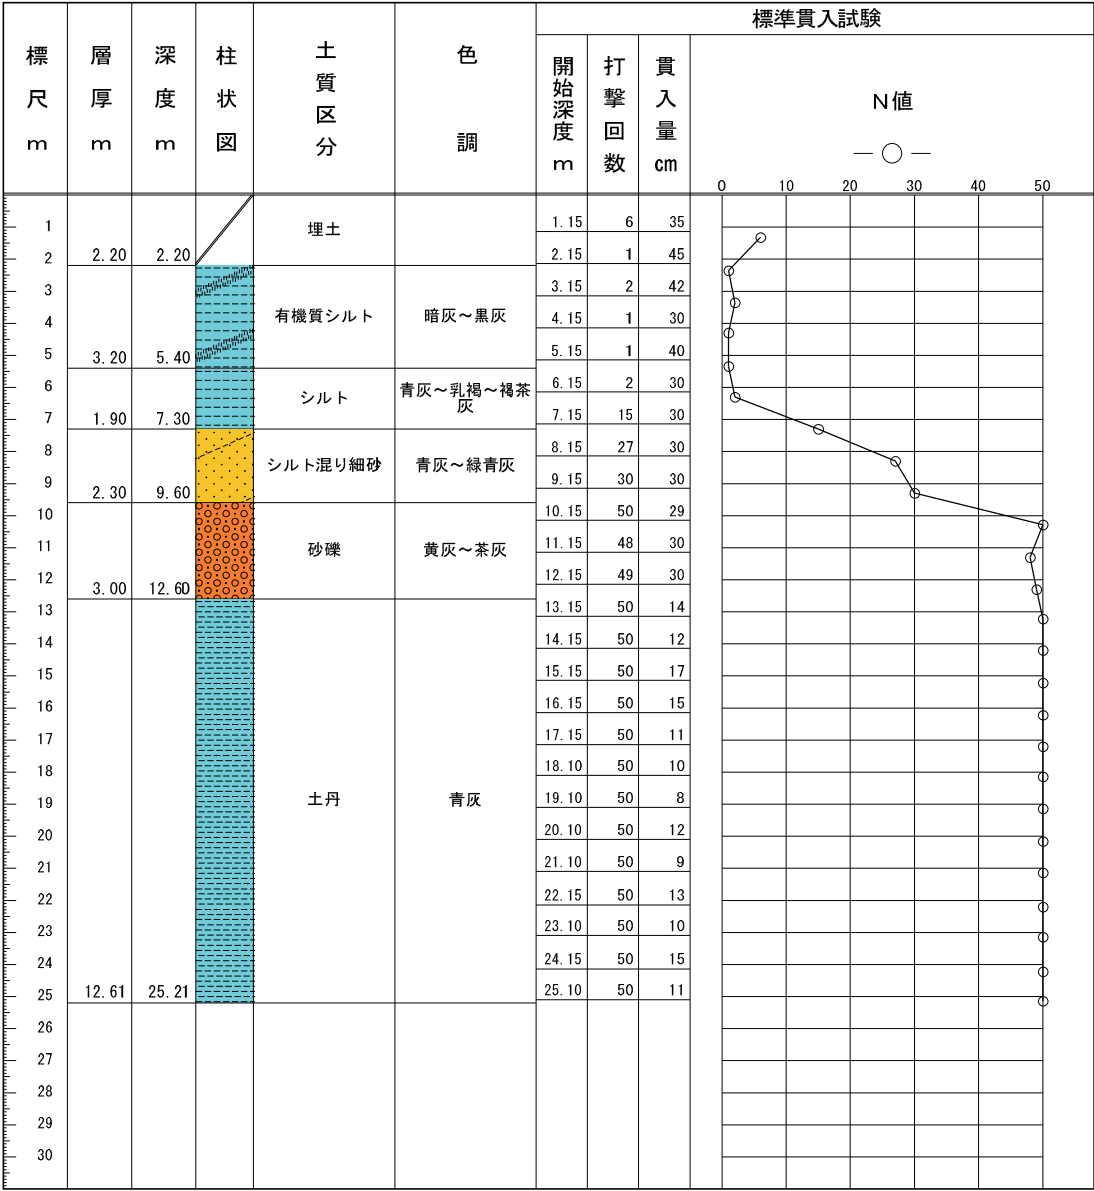 標尺 m
層厚 m
深度 m
柱状図
土質区分
色調
標準貫入試験
開始深度 m
打撃回数
貫入量 cm
N値
0 10 20 30 40 50
1 埋土 1.15 6 35
2 2.20 2.20 2.15 1 45
3 3.15 2 42
4 有機質シルト 暗灰～黒灰 4.15 1 30
5 3.20 5.40 5.15 1 40
6 シルト 青灰～乳褐～褐茶灰 6.15 2 30
7 1.90 7.30 7.15 15 30
8 シルト混り細砂 青灰～緑青灰 8.15 27 30
9 2.30 9.60 9.15 30 30
10 10.15 50 29
11 砂礫 黄灰～茶灰 11.15 48 30
12 3.00 12.60 12.15 49 30
13 13.15 50 14
14 14.15 50 12
15 15.15 50 17
16 16.15 50 15
17 17.15 50 11
18 18.10 50 10
19 土丹 青灰 19.10 50 8
20 20.10 50 12
21 21.10 50 9
22 22.15 50 13
23 23.10 50 10
24 24.15 50 15
25 12.61 25.21 25.10 50 11
26
27
28
29
30